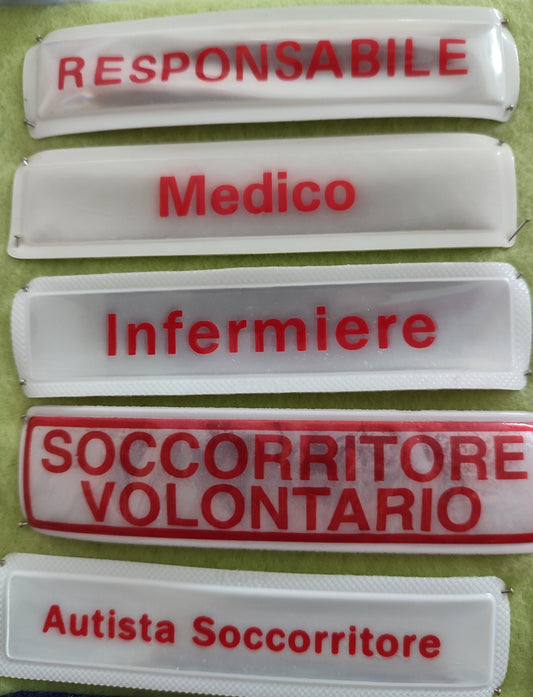 RESPONSABILE
Medico
Infermiere
SOCCORRITORE
VOLONTARIO
Autista Soccorritore